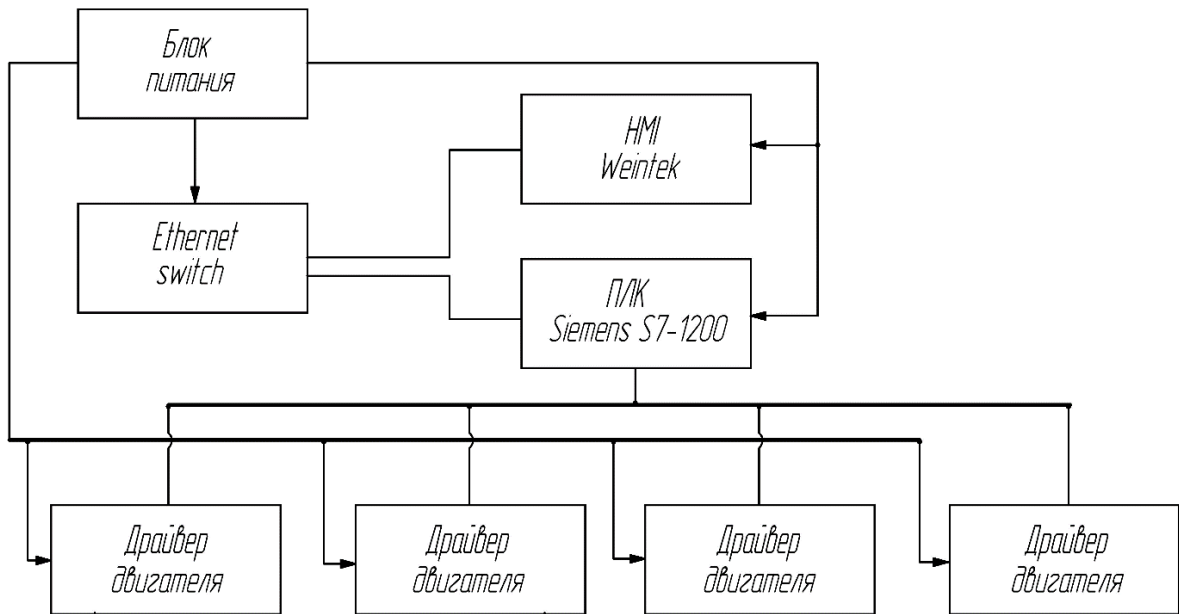 Блок
питания
HMI
Weintek
Ethernet
switch
ПЛК
Siemens S7-1200
Драйвер
двигателя
Драйвер
двигателя
Драйвер
двигателя
Драйвер
двигателя